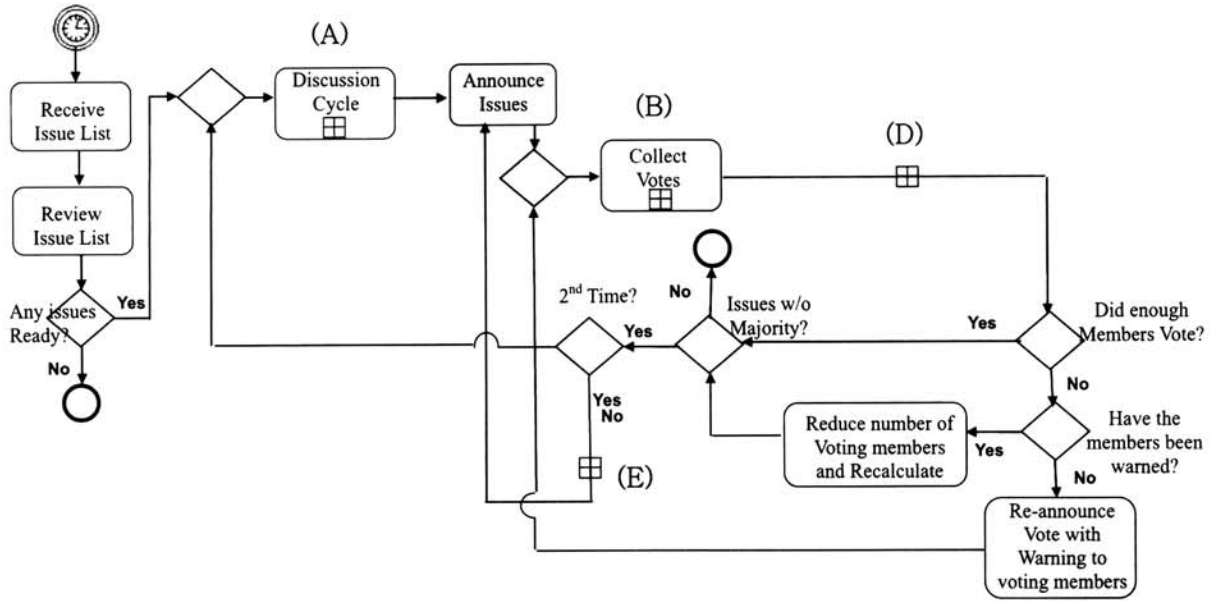 (A)
Receive
Issue List
Discussion
Cycle
Announce
Issues
(B)
Collect
Votes
(D)
Review
Issue List
Any issues
Ready?
Yes
No
2nd Time?
Yes
No
Issues w/o
Majority?
No
Yes
Yes
Did enough
Members Vote?
No
Reduce number of
Voting members
and Recalculate
Yes
Have the
members been
warned?
No
(E)
Re-announce
Vote with
Warning to
voting members